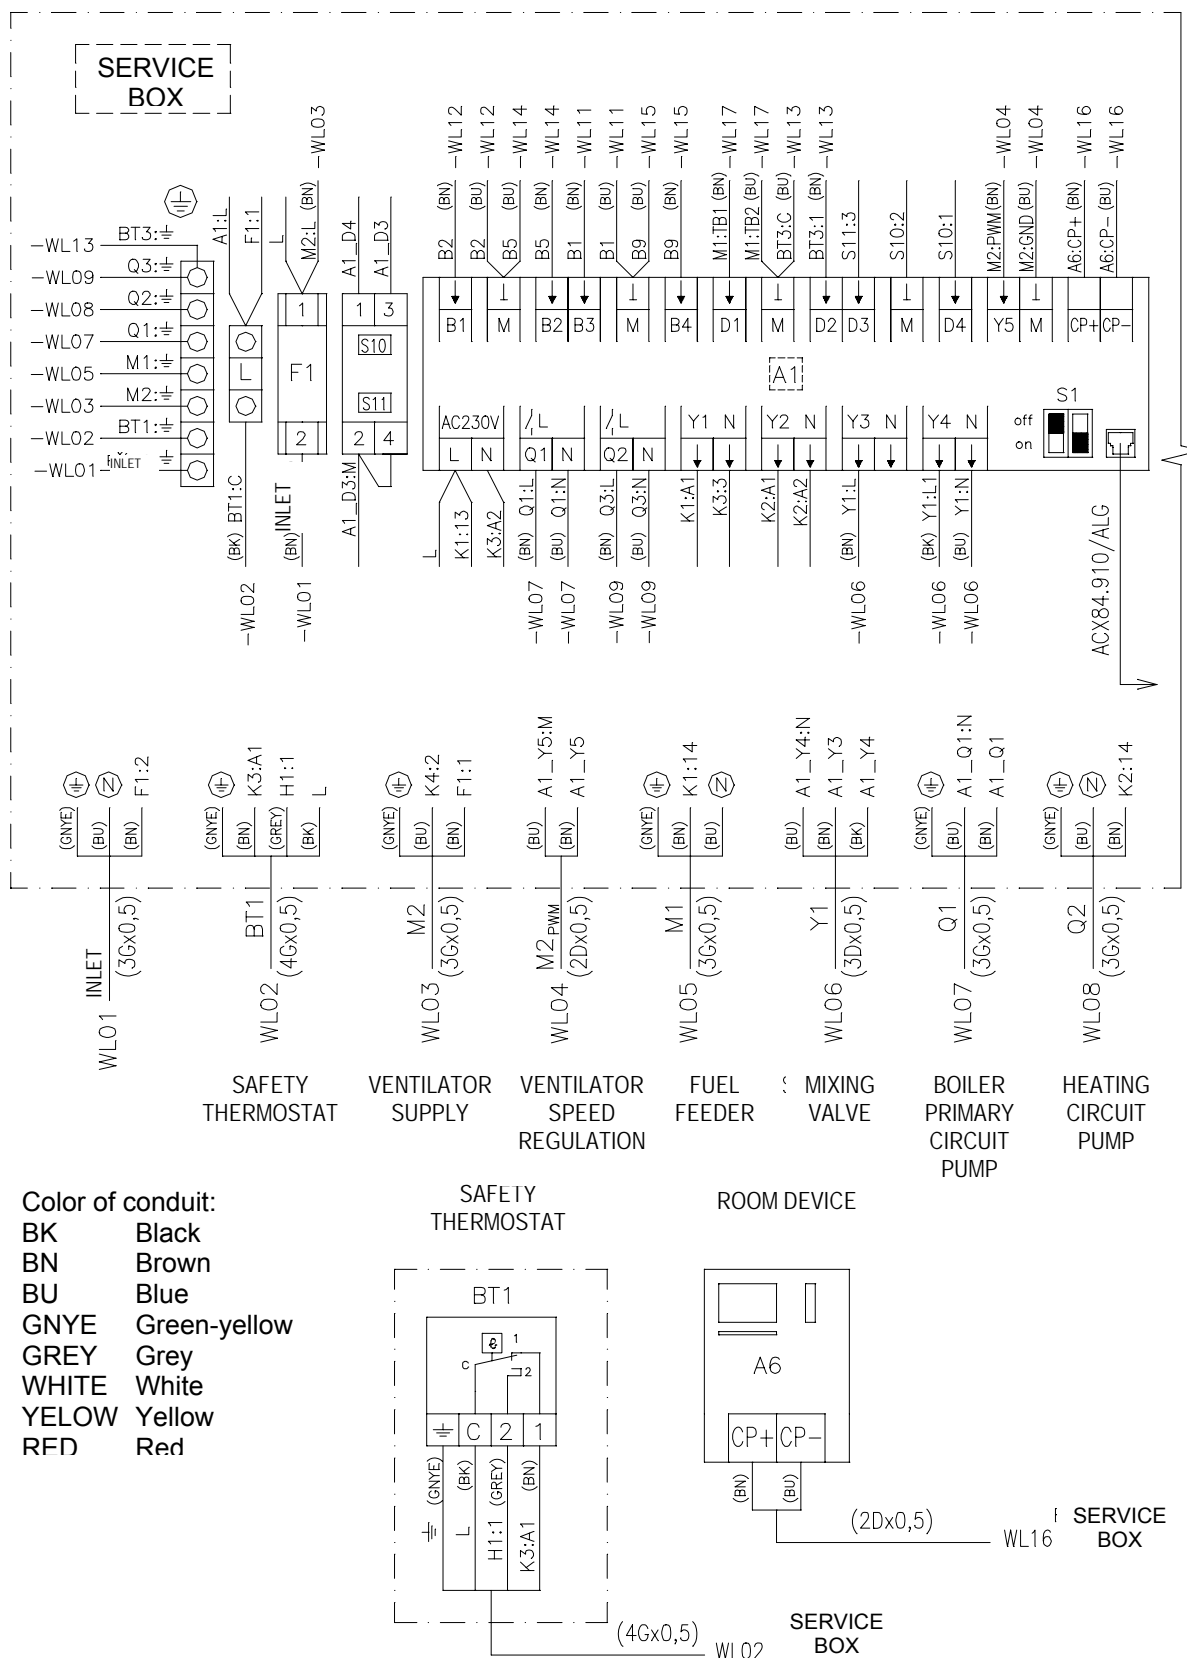 SERVICE
BOX
-WL03
-WL12
-WL12
-WL14
-WL14
-WL11
-WL11
-WL15
-WL15
-WL17
-WL17
-WL13
-WL13
-WL04
-WL04
-WL16
-WL16
A1:L
F1:1
L
M2:L (BN)
A1_D4
A1_D3
B2 (BN)
B2 (BU)
B5 (BU)
B5 (BN)
B1 (BN)
B1 (BU)
B9 (BU)
B9 (BN)
M1:TB1 (BN)
M1:TB2 (BU)
BT3:C (BU)
BT3:1 (BN)
S11:3
S10:2
S10:1
M2:PWM (BN)
M2:GND (BU)
A6:CP+ (BN)
A6:CP- (BU)
-WL13 BT3:
-WL09 Q3:
-WL08 Q2:
-WL07 Q1:
-WL05 M1:
-WL03 M2:
-WL02 BT1:
-WL01 INLET
L
1
F1
2
1 3
S10
S11
2 4
B1 M B2 B3 M B4 D1 M D2 D3 M D4 Y5 M CP+ CP-
A1
S1
off
on
AC230V L L Y1 N Y2 N Y3 N Y4 N
L N Q1 N Q2 N
(BK) BT1:C
-WL02
INLET
(BN)
-WL01
A1_D3:M
L
K1:13
K3:A2
(BN) Q1:L
(BU) Q1:N
(BN) Q3:L
(BU) Q3:N
K1:A1
K3:3
K2:A1
K2:A2
(BN) Y1:L
(BK) Y1:L1
(BU) Y1:N
-WL07
-WL07
-WL09
-WL09
-WL06
-WL06
-WL06
ACX84.910/ALG
N F1:2
K3:A1 H1:1 L
K4:2 F1:1
A1_Y5:M A1_Y5
K1:14 N
A1_Y4:N A1_Y3 A1_Y4
A1_Q1:N A1_Q1
N K2:14
(GNYE) (BU) (BN)
(GNYE) (BN) (GREY) (BK)
(GNYE) (BU) (BN)
(BU) (BN)
(GNYE) (BN) (BU)
(BU) (BN) (BK)
(GNYE) (BU) (BN)
(GNYE) (BU) (BN)
INLET (3Gx0,5)
BT1 (4Gx0,5)
M2 (3Gx0,5)
M2 PWM (2Dx0,5)
M1 (3Gx0,5)
Y1 (3Dx0,5)
Q1 (3Gx0,5)
Q2 (3Gx0,5)
WL01
WL02
WL03
WL04
WL05
WL06
WL07
WL08
SAFETY
THERMOSTAT
VENTILATOR
SUPPLY
VENTILATOR
SPEED
REGULATION
FUEL
FEEDER
MIXING
VALVE
BOILER
PRIMARY
CIRCUIT
PUMP
HEATING
CIRCUIT
PUMP
Color of conduit:
BK Black
BN Brown
BU Blue
GNYE Green-yellow
GREY Grey
WHITE White
YELOW Yellow
RED Red
SAFETY
THERMOSTAT
BT1
C 1
2
C 2 1
(GNYE) (BK) (GREY) (BN)
L
H1:1
K3:A1
(4Gx0,5)
WL02
SERVICE
BOX
ROOM DEVICE
A6
CP+ CP-
(BN) (BU)
(2Dx0,5)
WL16
SERVICE
BOX